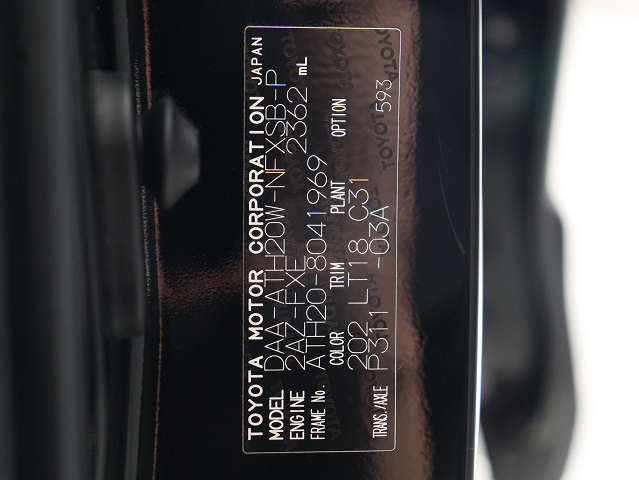 TOYOTA MOTOR CORPORATION JAPAN
MODEL DAA-ATH20W-NFXSB-P
ENGINE 2AZ-FXE 2362 mL
FRAME No. ATH20-8041969
COLOR TRIM PLANT OPTION
202 LT18 C31
TRANS./AXLE P311 -03A 593